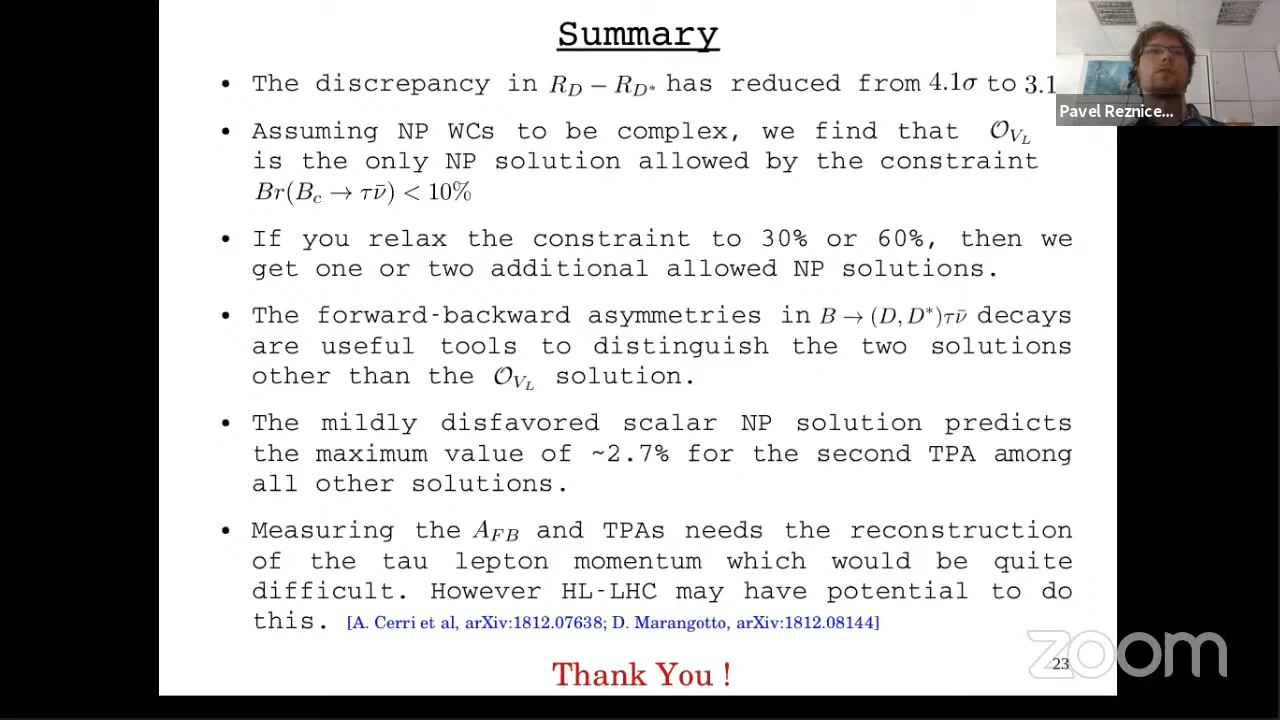 Summary
• The discrepancy in R_D − R_{D*} has reduced from 4.1σ to 3.1
Pavel Reznice...
• Assuming NP WCs to be complex, we find that 𝒪_{V_L}
is the only NP solution allowed by the constraint
Br(B_c → τν̄) < 10%
• If you relax the constraint to 30% or 60%, then we
get one or two additional allowed NP solutions.
• The forward-backward asymmetries in B → (D, D*)τν̄ decays
are useful tools to distinguish the two solutions
other than the 𝒪_{V_L} solution.
• The mildly disfavored scalar NP solution predicts
the maximum value of ~2.7% for the second TPA among
all other solutions.
• Measuring the A_{FB} and TPAs needs the reconstruction
of the tau lepton momentum which would be quite
difficult. However HL-LHC may have potential to do
this. [A. Cerri et al, arXiv:1812.07638; D. Marangotto, arXiv:1812.08144]
zoom
23
Thank You !